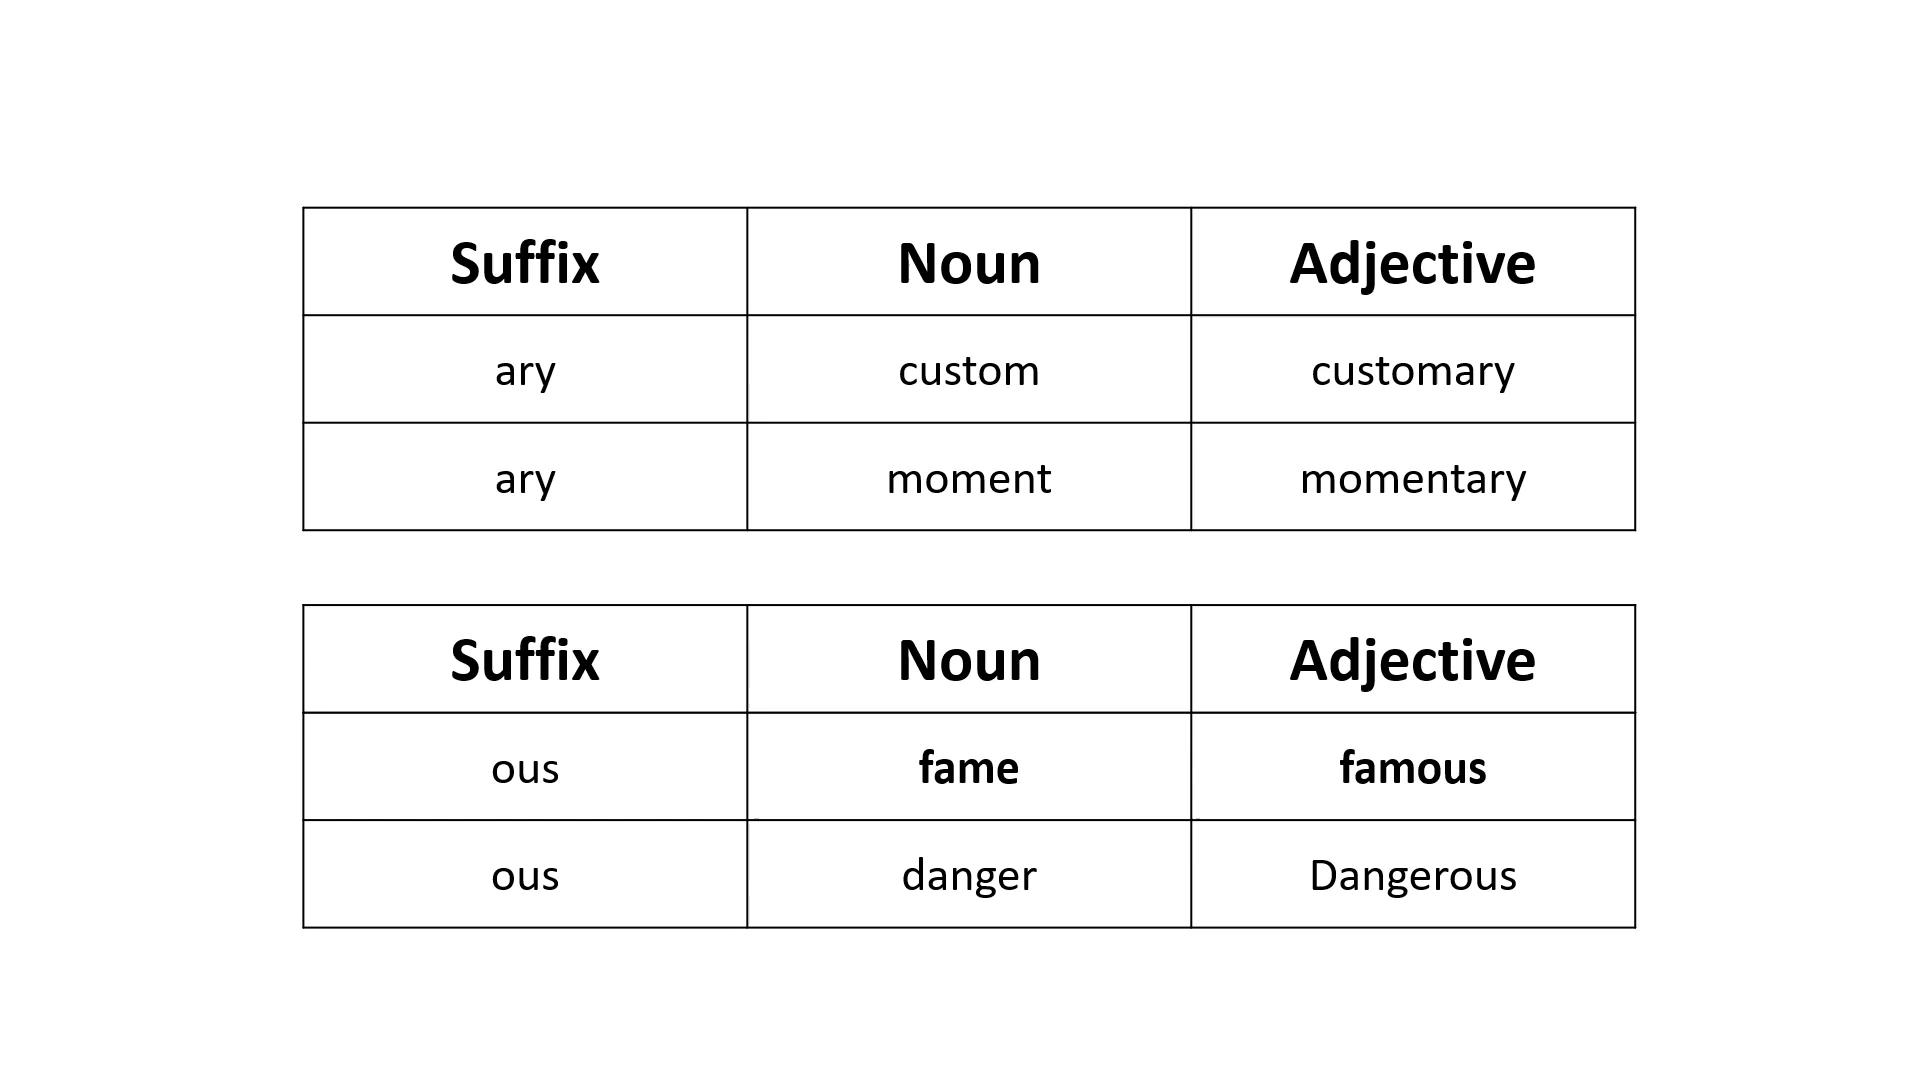 Suffix Noun Adjective
ary custom customary
ary moment momentary
Suffix Noun Adjective
ous fame famous
ous danger Dangerous